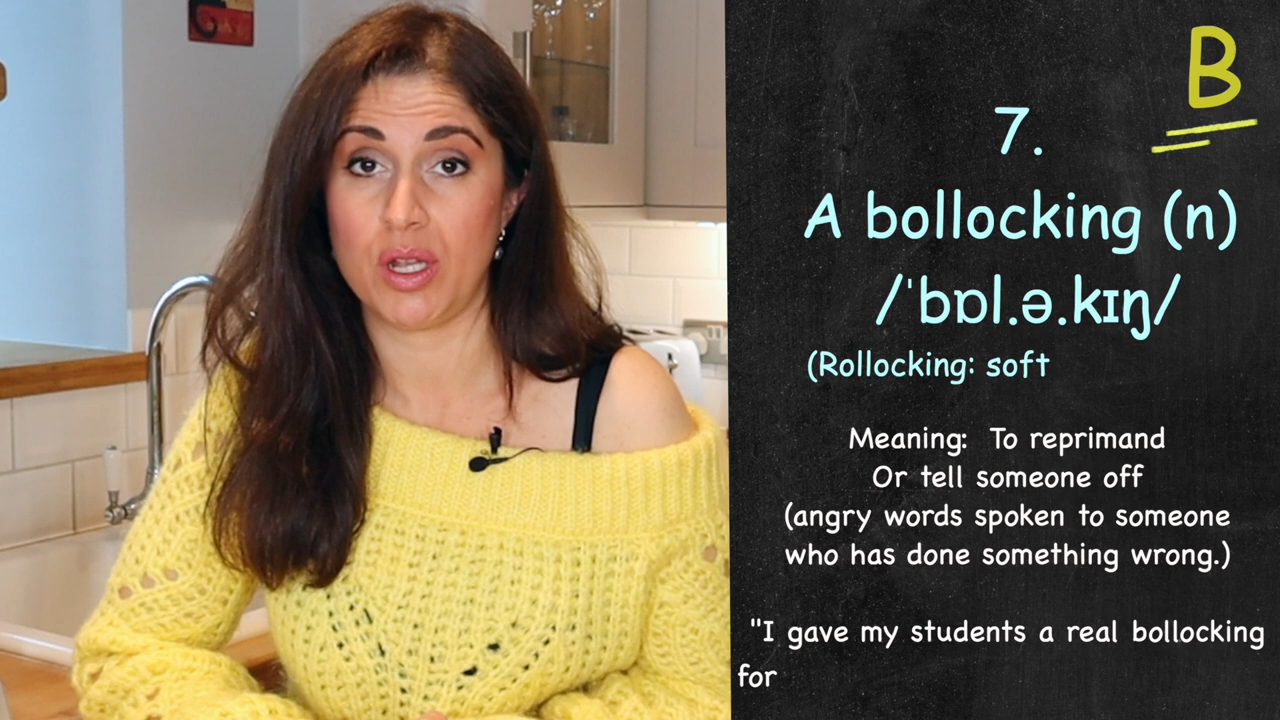 B
7.
A bollocking (n)
/ˈbɒl.ə.kɪŋ/
(Rollocking: soft
Meaning: To reprimand
Or tell someone off
(angry words spoken to someone
who has done something wrong.)
"I gave my students a real bollocking
for